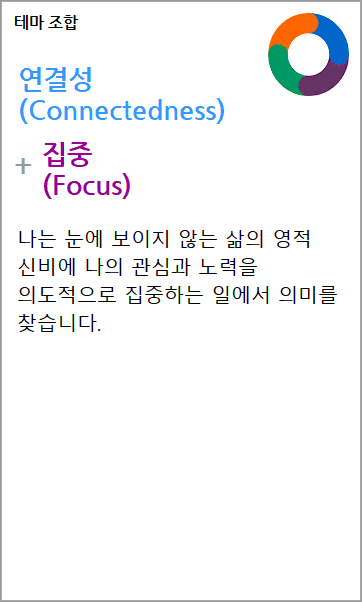 테마 조합
연결성
(Connectedness)
+ 집중
(Focus)
나는 눈에 보이지 않는 삶의 영적
신비에 나의 관심과 노력을
의도적으로 집중하는 일에서 의미를
찾습니다.